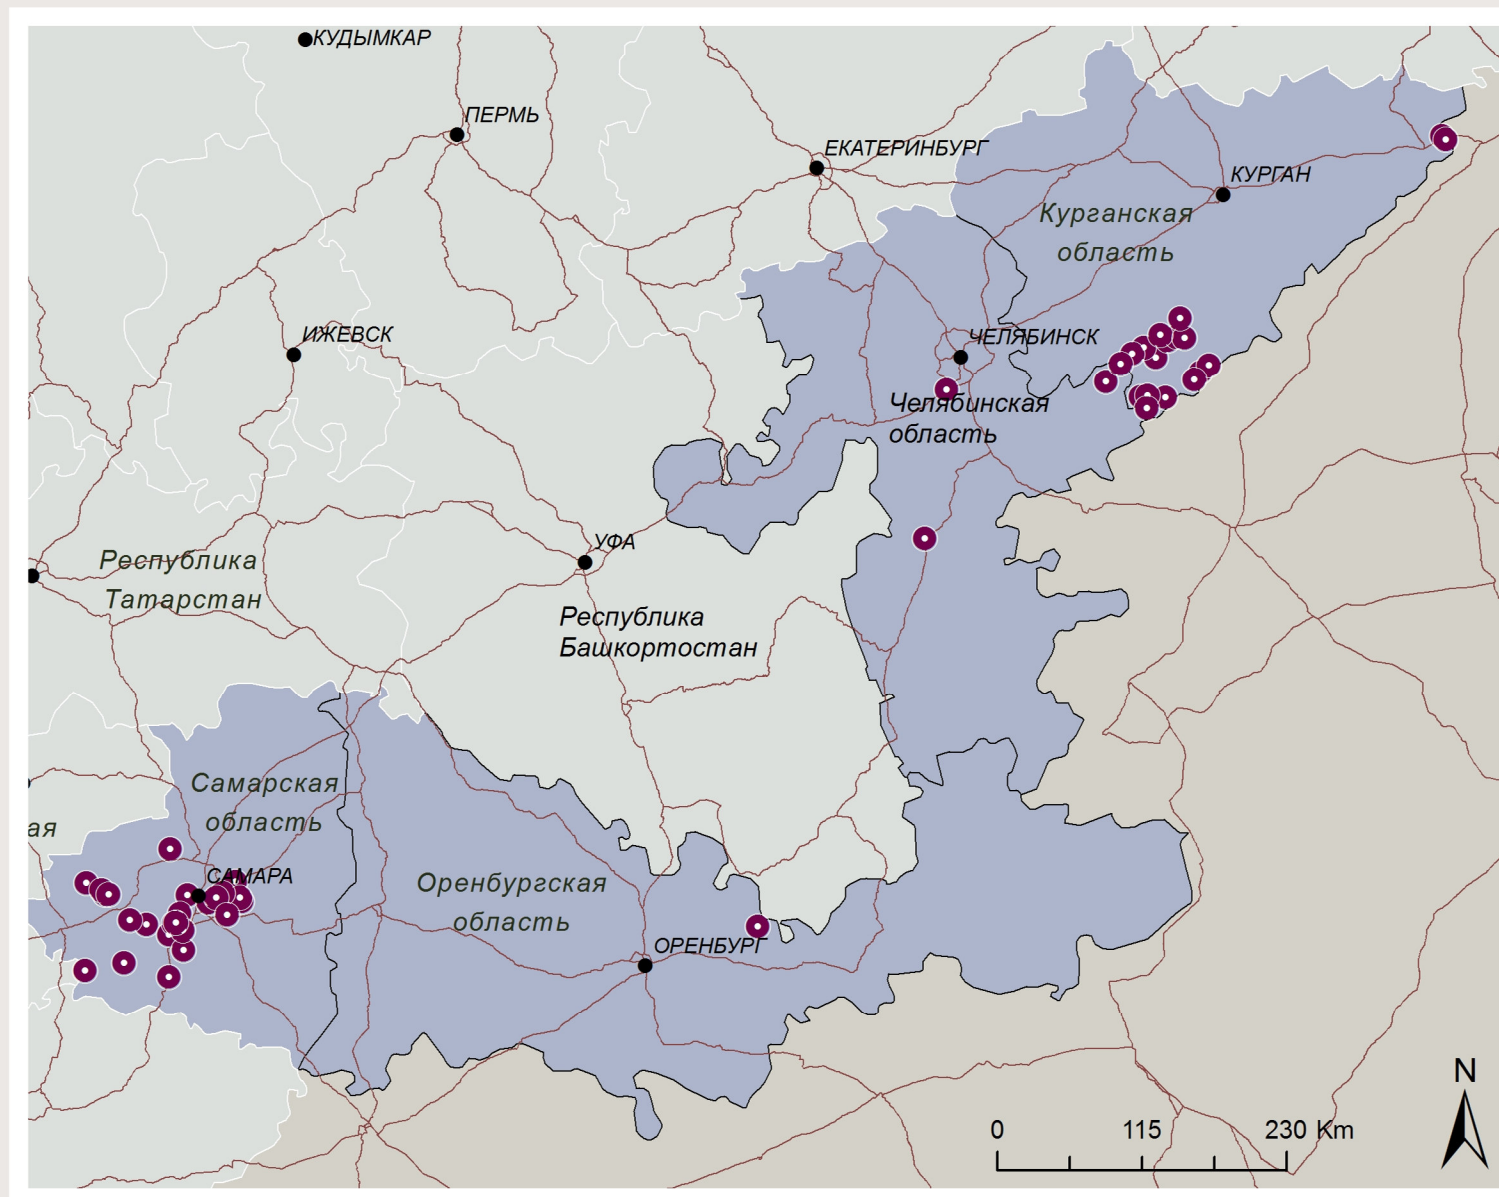 КУДЫМКАР
ПЕРМЬ
ЕКАТЕРИНБУРГ
КУРГАН
Курганская
область
ИЖЕВСК
ЧЕЛЯБИНСК
Челябинская
область
УФА
Республика
Татарстан
Республика
Башкортостан
Самарская
область
ая
САМАРА
Оренбургская
область
ОРЕНБУРГ
N
0 115 230 Km